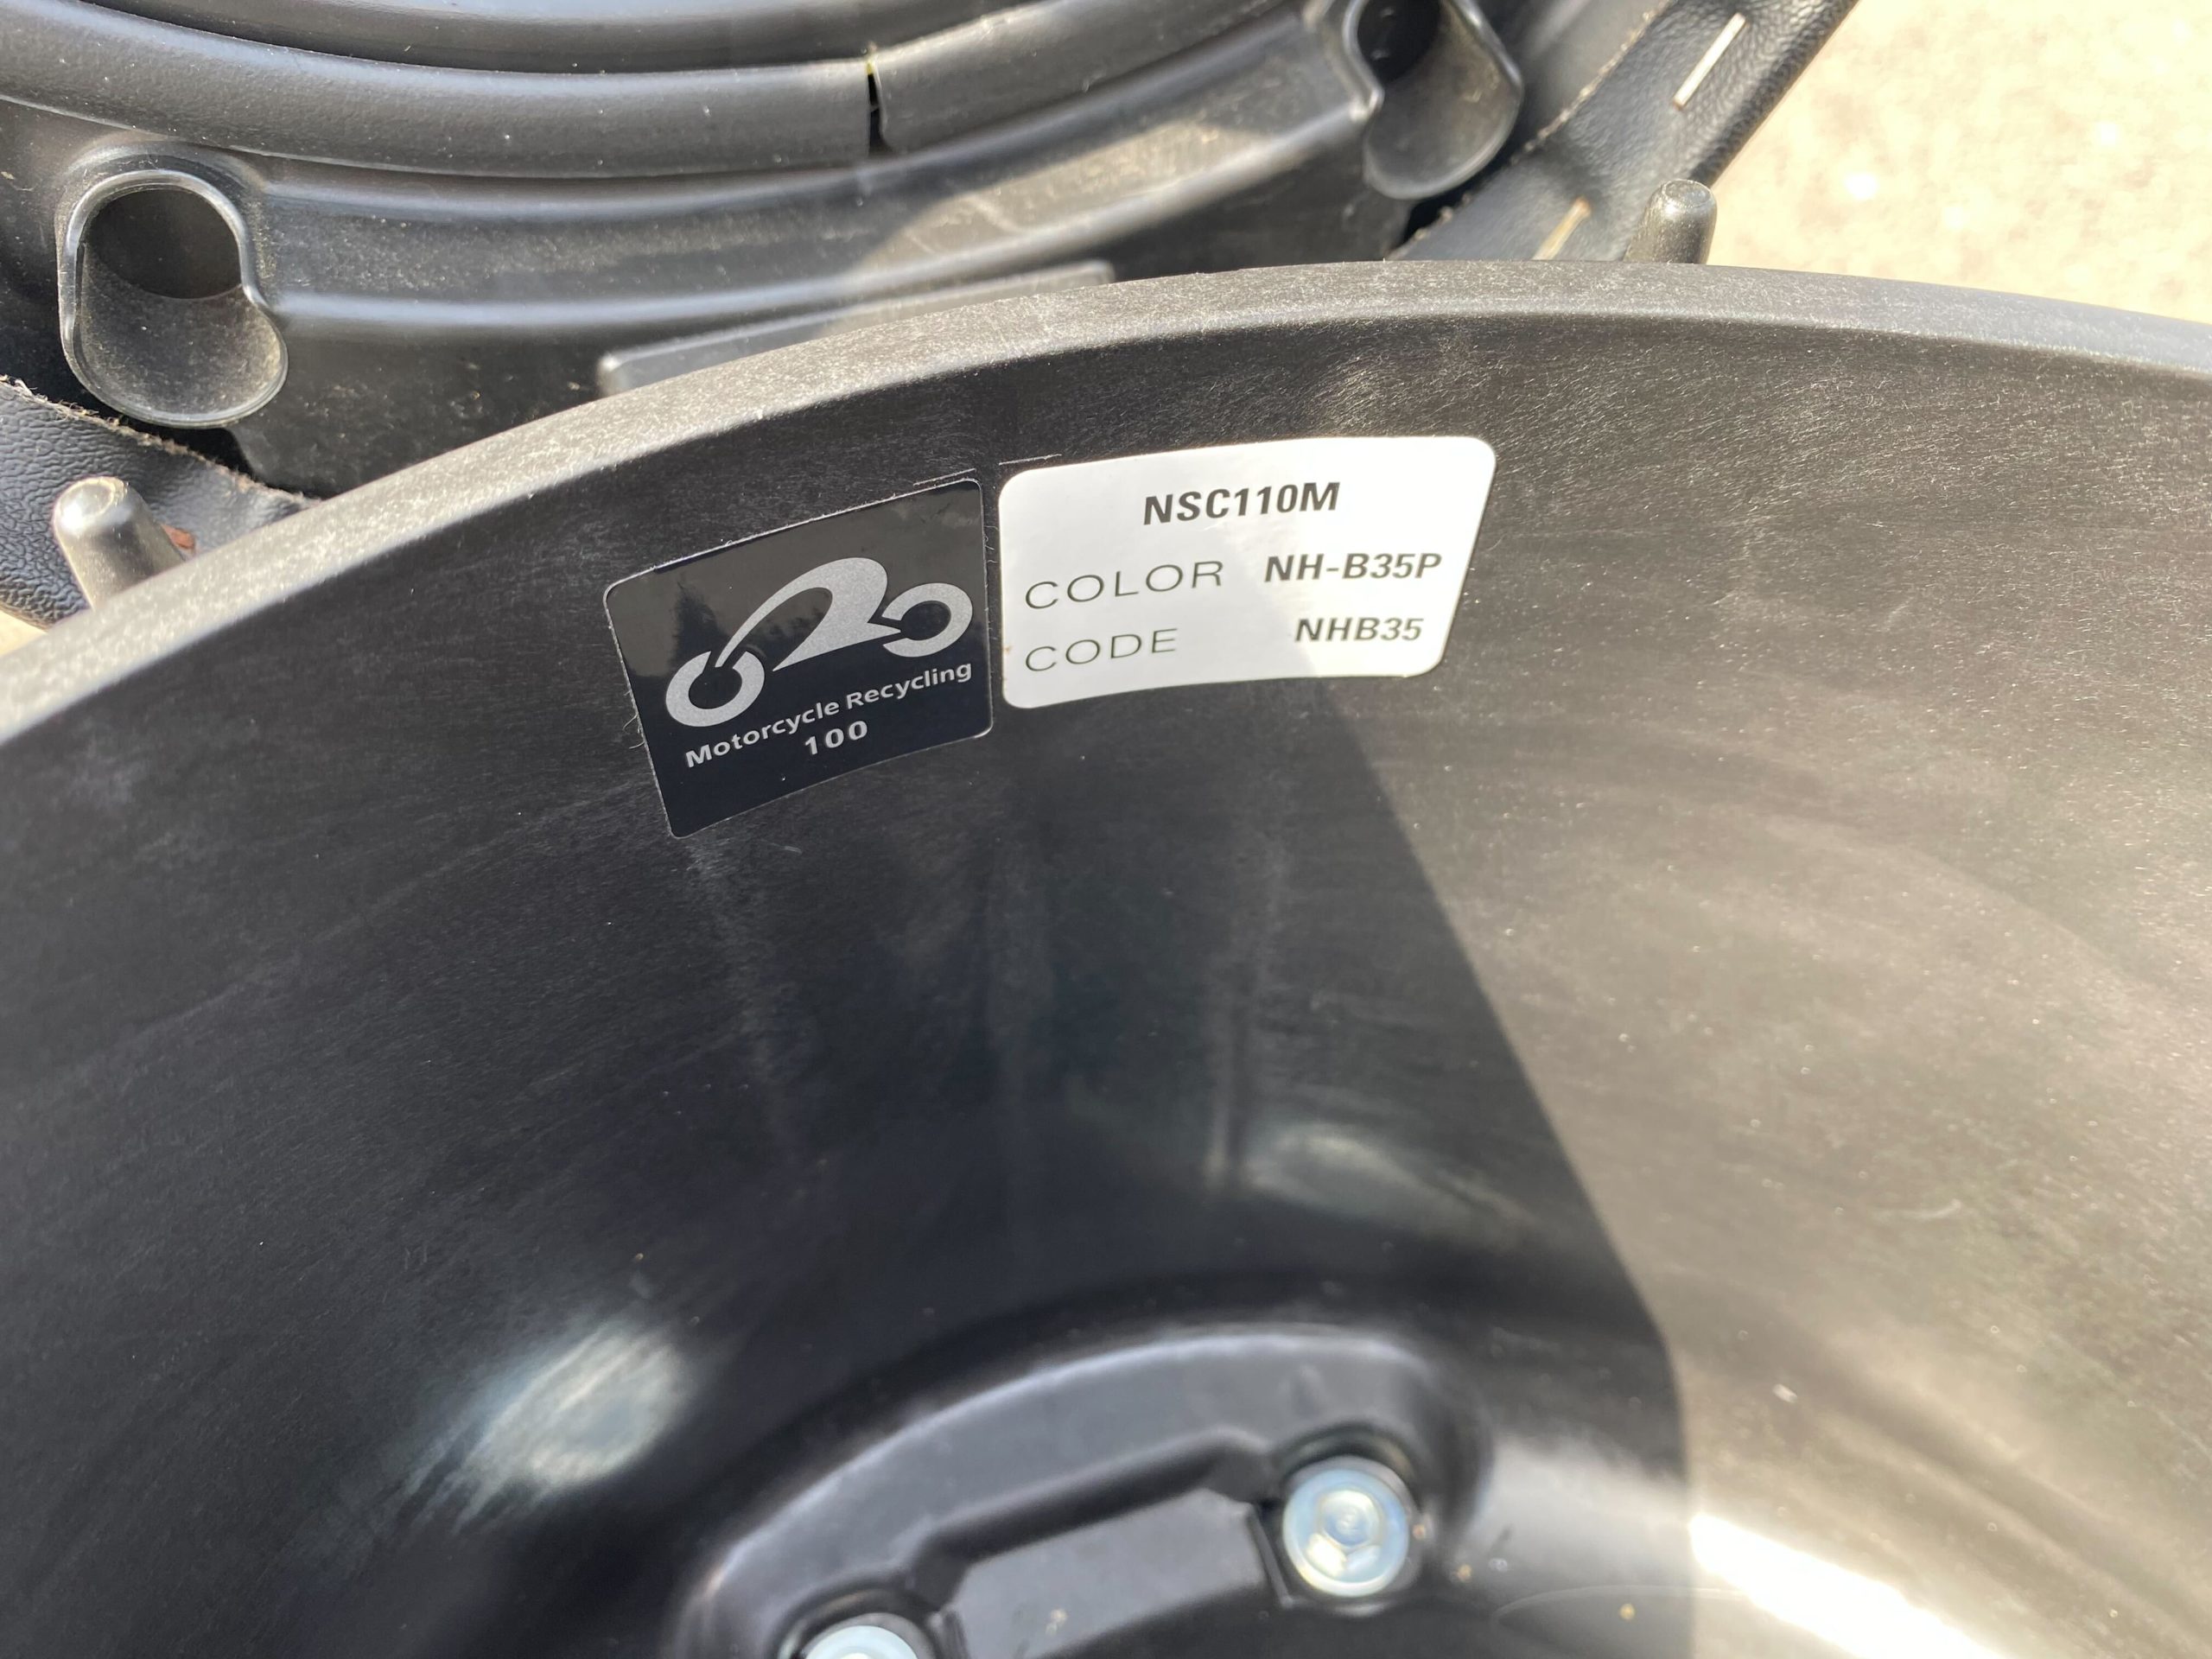 Motorcycle Recycling
100
NSC110M
COLOR NH-B35P
CODE NHB35